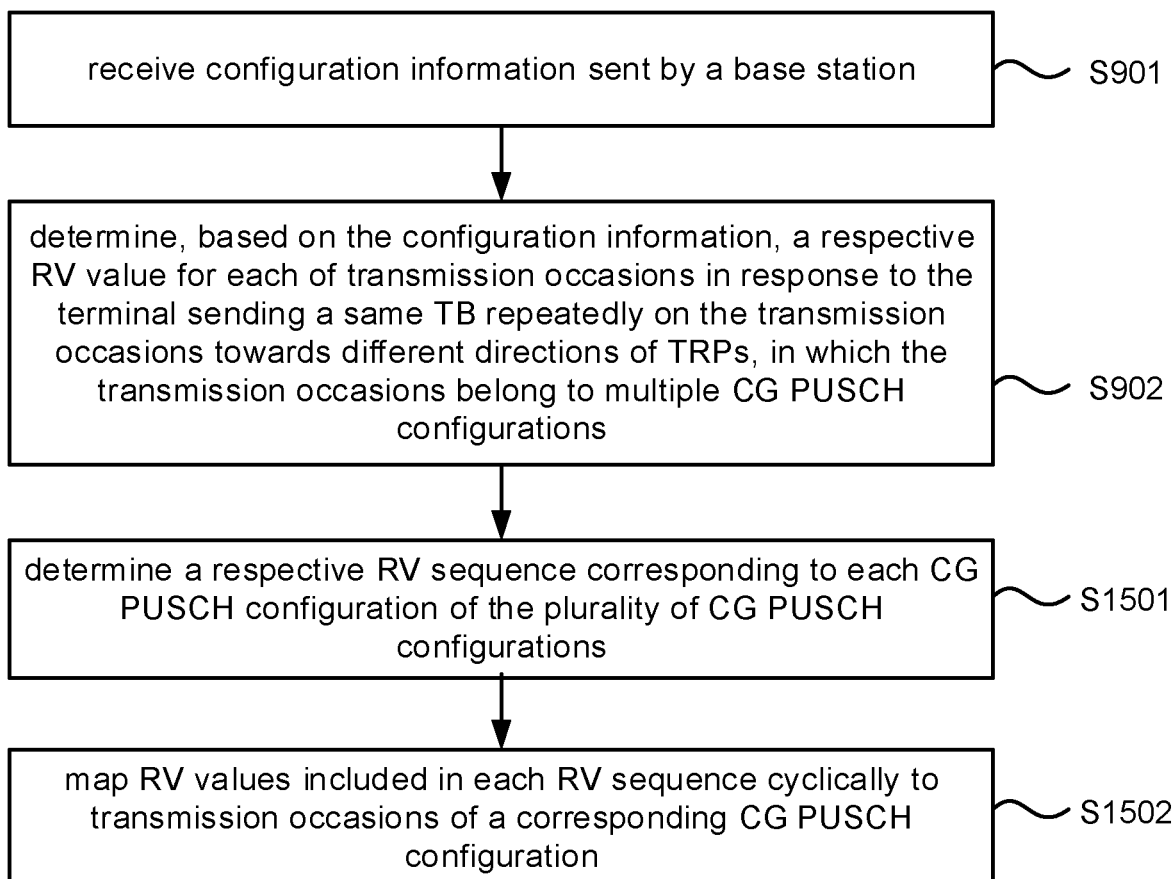 receive configuration information sent by a base station
S901
determine, based on the configuration information, a respective
RV value for each of transmission occasions in response to the
terminal sending a same TB repeatedly on the transmission
occasions towards different directions of TRPs, in which the
transmission occasions belong to multiple CG PUSCH
configurations
S902
determine a respective RV sequence corresponding to each CG
PUSCH configuration of the plurality of CG PUSCH
configurations
S1501
map RV values included in each RV sequence cyclically to
transmission occasions of a corresponding CG PUSCH
configuration
S1502